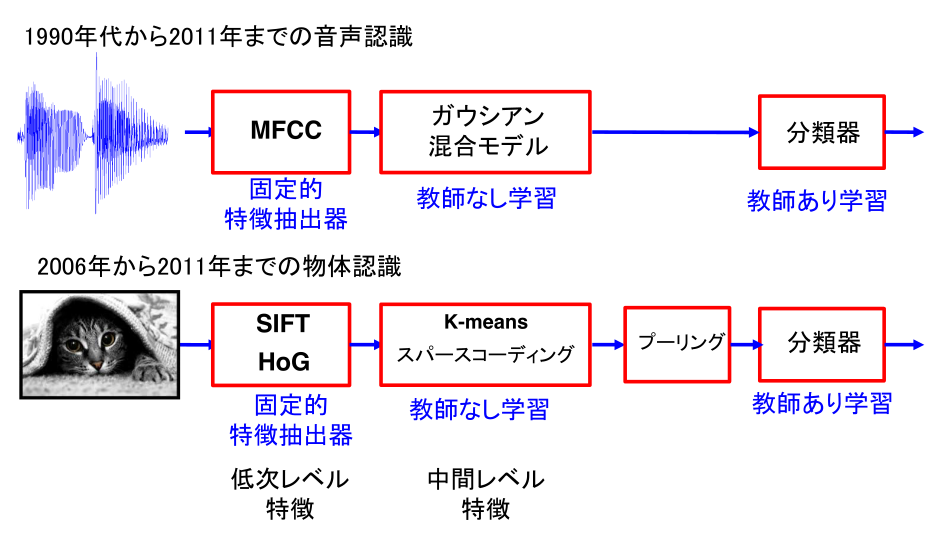 1990年代から2011年までの音声認識
MFCC
ガウシアン
混合モデル
分類器
固定的
特徴抽出器
教師なし学習
教師あり学習
2006年から2011年までの物体認識
SIFT
HoG
K-means
スパースコーディング
プーリング
分類器
固定的
特徴抽出器
教師なし学習
教師あり学習
低次レベル
特徴
中間レベル
特徴